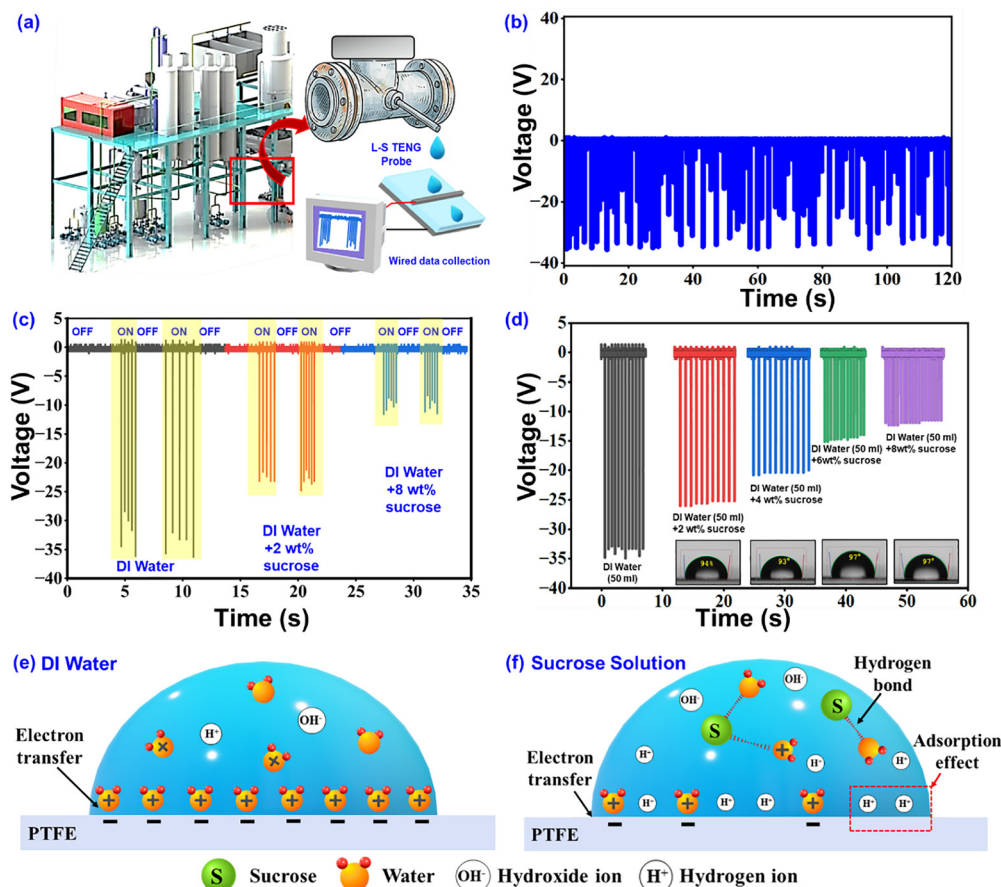 (a)
L-S TENG
Probe
Wired data collection
(b)
Voltage (V)
40
20
0
−20
−40
0
20
40
60
80
100
120
Time (s)
(c)
Voltage (V)
5
0
−5
−10
−15
−20
−25
−30
−35
−40
OFF
ON
OFF
ON
OFF
ON
OFF
ON
OFF
ON
OFF
ON
OFF
DI Water
DI Water
+2 wt%
sucrose
DI Water
+8 wt%
sucrose
0
5
10
15
20
25
30
35
Time (s)
(d)
Voltage (V)
5
0
−5
−10
−15
−20
−25
−30
−35
−40
DI Water
(50 ml)
DI Water (50 ml)
+2 wt% sucrose
DI Water (50 ml)
+4 wt% sucrose
DI Water (50 ml)
+6wt% sucrose
DI Water (50 ml)
+8wt% sucrose
93°
97°
97°
0
10
20
30
40
50
60
Time (s)
(e) DI Water
OH-
H+
Electron
transfer
PTFE
(f) Sucrose Solution
Hydrogen
bond
OH-
OH-
S
S
H+
H+
H+
Adsorption
effect
Electron
transfer
H+
H+
H+
H+
H+
PTFE
S Sucrose
Water
OH- Hydroxide ion
H+ Hydrogen ion